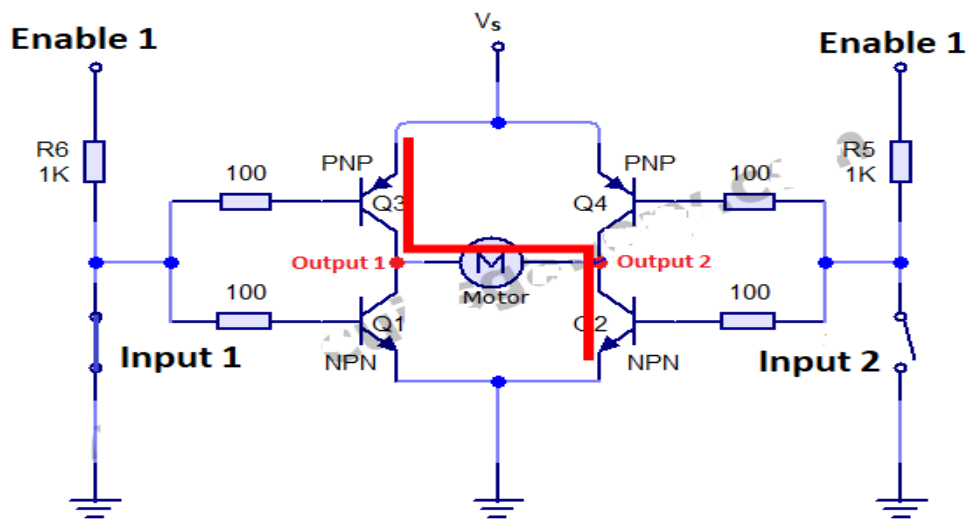 Vs
Enable 1
Enable 1
R6
1K
R5
1K
100
PNP
PNP
100
Q3
Q4
Output 1
M
Output 2
Motor
100
100
Q1
Q2
Input 1
NPN
NPN
Input 2